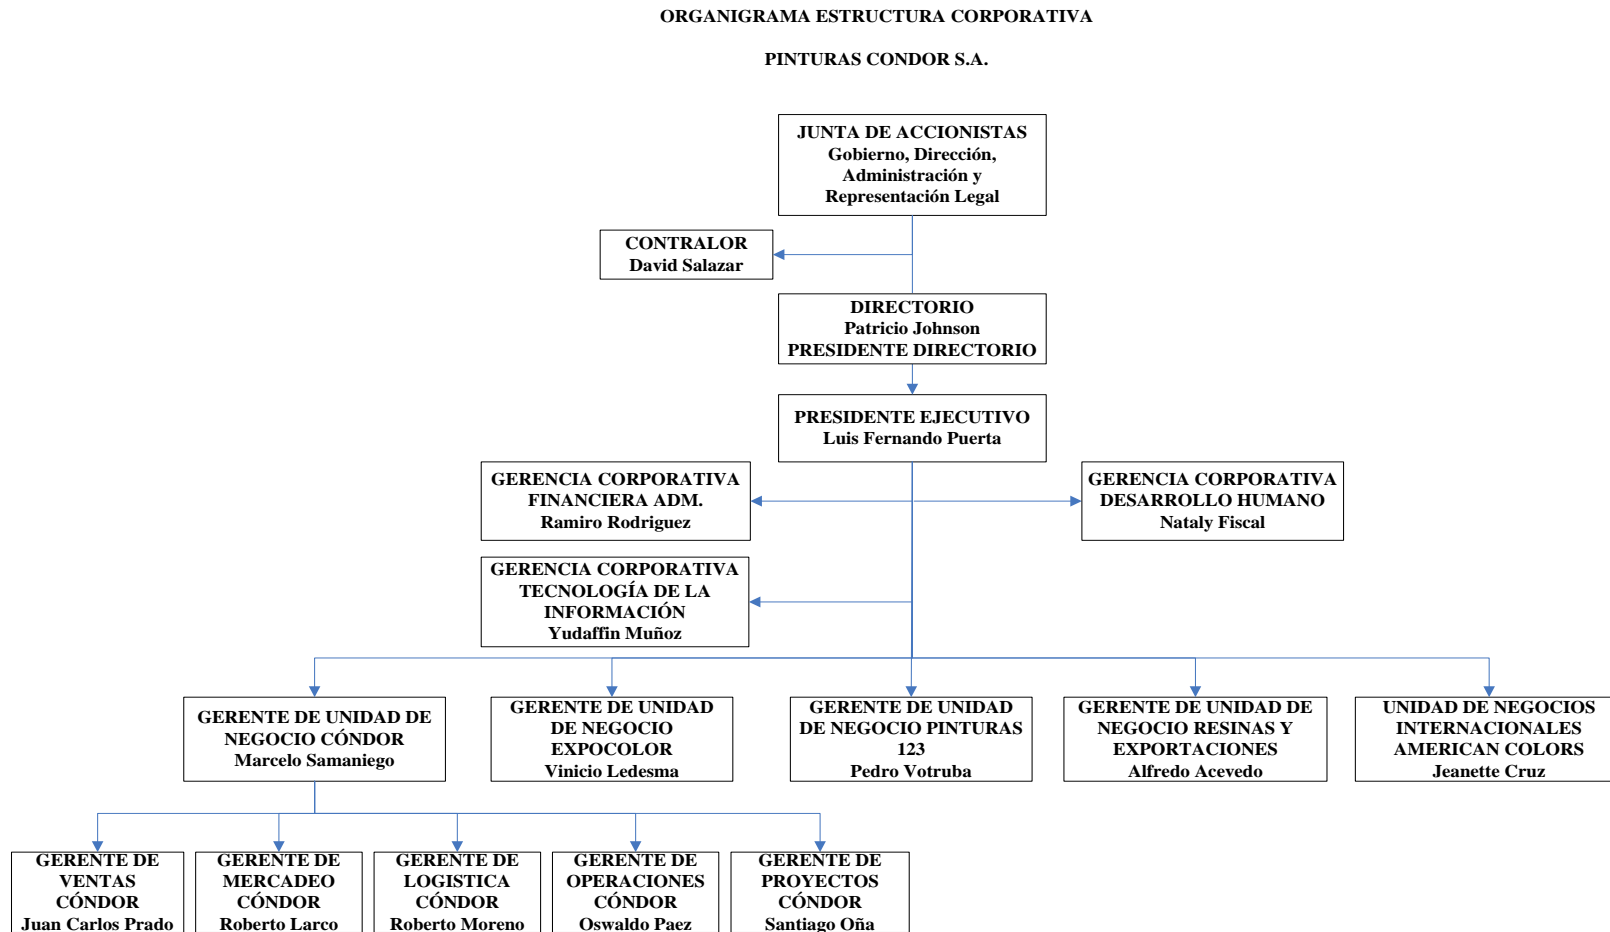 ORGANIGRAMA ESTRUCTURA CORPORATIVA
PINTURAS CONDOR S.A.
JUNTA DE ACCIONISTAS
Gobierno, Dirección,
Administración y
Representación Legal
CONTRALOR
David Salazar
DIRECTORIO
Patricio Johnson
PRESIDENTE DIRECTORIO
PRESIDENTE EJECUTIVO
Luis Fernando Puerta
GERENCIA CORPORATIVA
FINANCIERA ADM.
Ramiro Rodriguez
GERENCIA CORPORATIVA
DESARROLLO HUMANO
Nataly Fiscal
GERENCIA CORPORATIVA
TECNOLOGÍA DE LA
INFORMACIÓN
Yudaffin Muñoz
GERENTE DE UNIDAD DE
NEGOCIO CÓNDOR
Marcelo Samaniego
GERENTE DE UNIDAD
DE NEGOCIO
EXPOCOLOR
Vinicio Ledesma
GERENTE DE UNIDAD
DE NEGOCIO PINTURAS
123
Pedro Votruba
GERENTE DE UNIDAD DE
NEGOCIO RESINAS Y
EXPORTACIONES
Alfredo Acevedo
UNIDAD DE NEGOCIOS
INTERNACIONALES
AMERICAN COLORS
Jeanette Cruz
GERENTE DE
VENTAS
CÓNDOR
Juan Carlos Prado
GERENTE DE
MERCADEO
CÓNDOR
Roberto Larco
GERENTE DE
LOGISTICA
CÓNDOR
Roberto Moreno
GERENTE DE
OPERACIONES
CÓNDOR
Oswaldo Paez
GERENTE DE
PROYECTOS
CÓNDOR
Santiago Oña